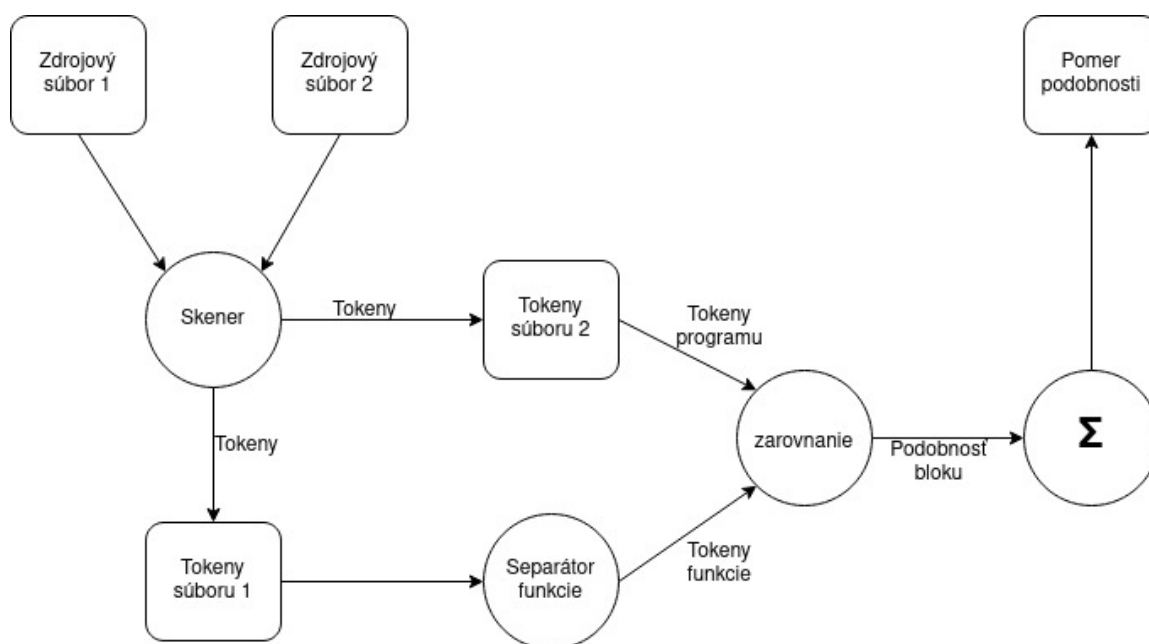 Zdrojový
súbor 1
Zdrojový
súbor 2
Pomer
podobnosti
Skener
Tokeny
Tokeny
súboru 2
Tokeny
programu
Tokeny
zarovnanie
Podobnosť
bloku
Σ
Tokeny
súboru 1
Separátor
funkcie
Tokeny
funkcie